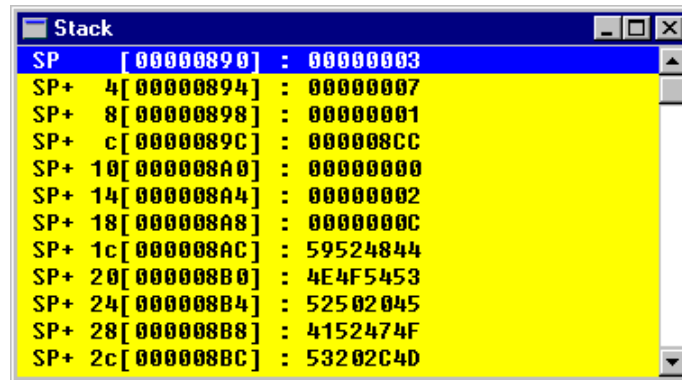 Stack
SP [00000890] : 00000003
SP+ 4[00000894] : 00000007
SP+ 8[00000898] : 00000001
SP+ c[0000089C] : 000008CC
SP+ 10[000008A0] : 00000000
SP+ 14[000008A4] : 00000002
SP+ 18[000008A8] : 0000000C
SP+ 1c[000008AC] : 59524844
SP+ 20[000008B0] : 4E4F5453
SP+ 24[000008B4] : 52502045
SP+ 28[000008B8] : 4152474F
SP+ 2c[000008BC] : 53202C4D